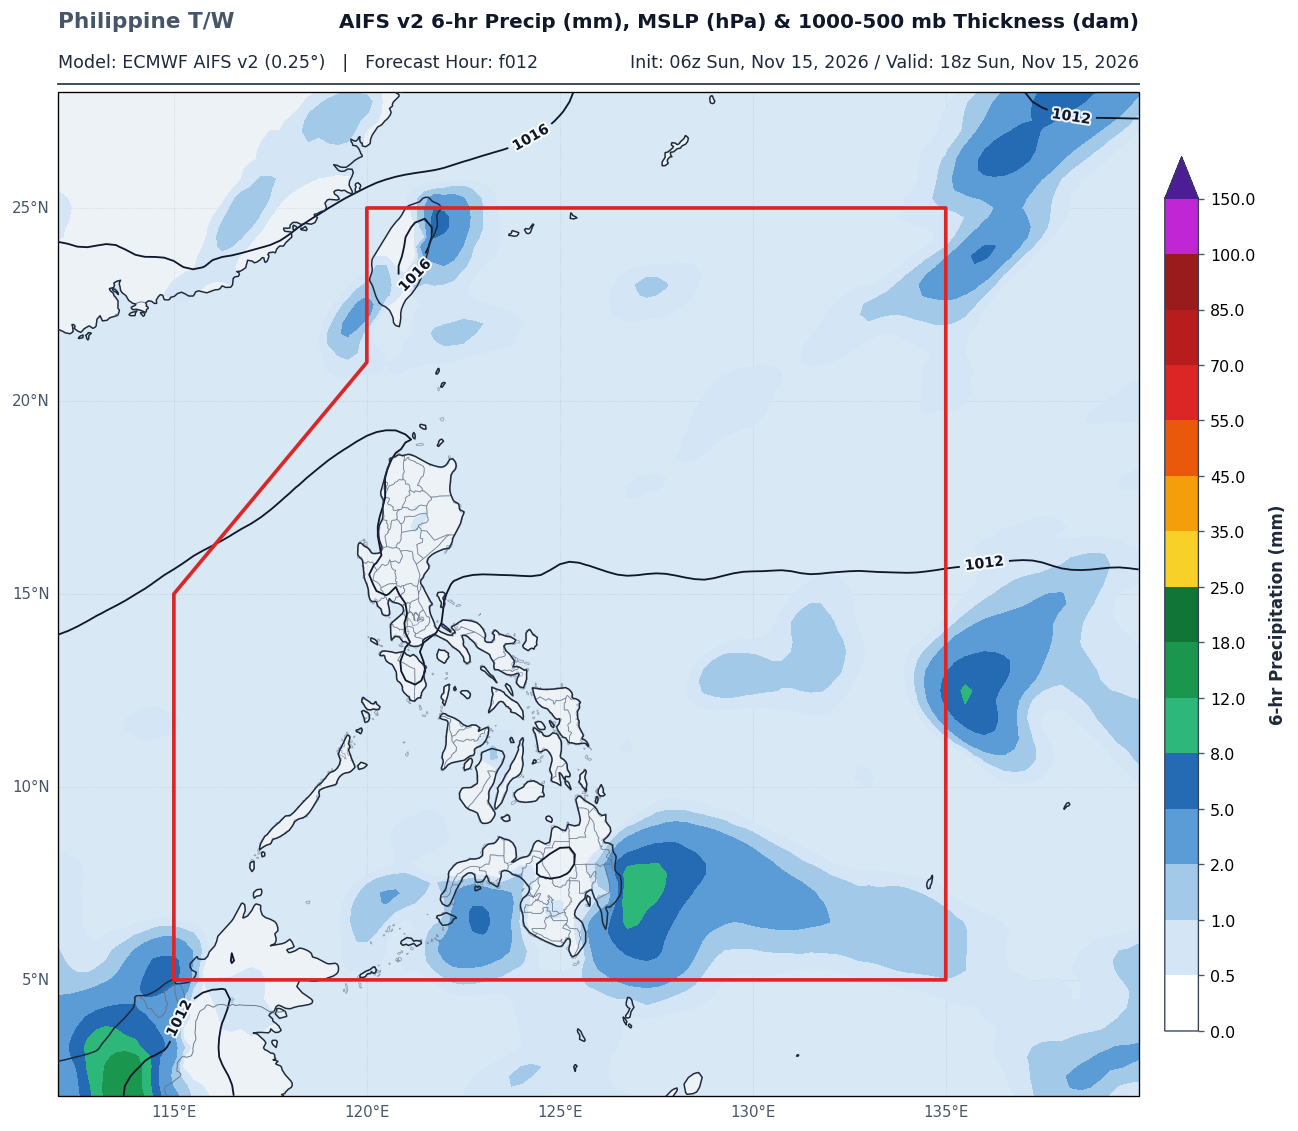 Philippine T/W
AIFS v2 6-hr Precip (mm), MSLP (hPa) & 1000-500 mb Thickness (dam)
Model: ECMWF AIFS v2 (0.25°) | Forecast Hour: f012
Init: 06z Sun, Nov 15, 2026 / Valid: 18z Sun, Nov 15, 2026
1016
1012
1016
1012
1012
25°N
20°N
15°N
10°N
5°N
115°E
120°E
125°E
130°E
135°E
150.0
100.0
85.0
70.0
55.0
45.0
35.0
25.0
18.0
12.0
8.0
5.0
2.0
1.0
0.5
0.0
6-hr Precipitation (mm)